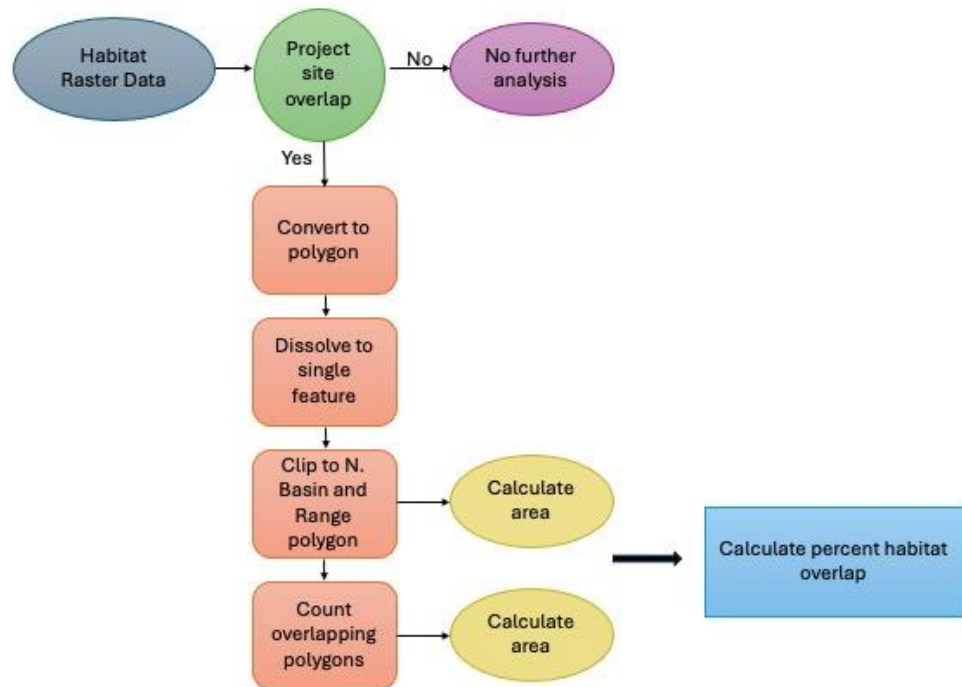 Habitat
Raster Data
Project
site
overlap
No
No further
analysis
Yes
Convert to
polygon
Dissolve to
single
feature
Clip to N.
Basin and
Range
polygon
Calculate
area
Calculate percent habitat
overlap
Count
overlapping
polygons
Calculate
area